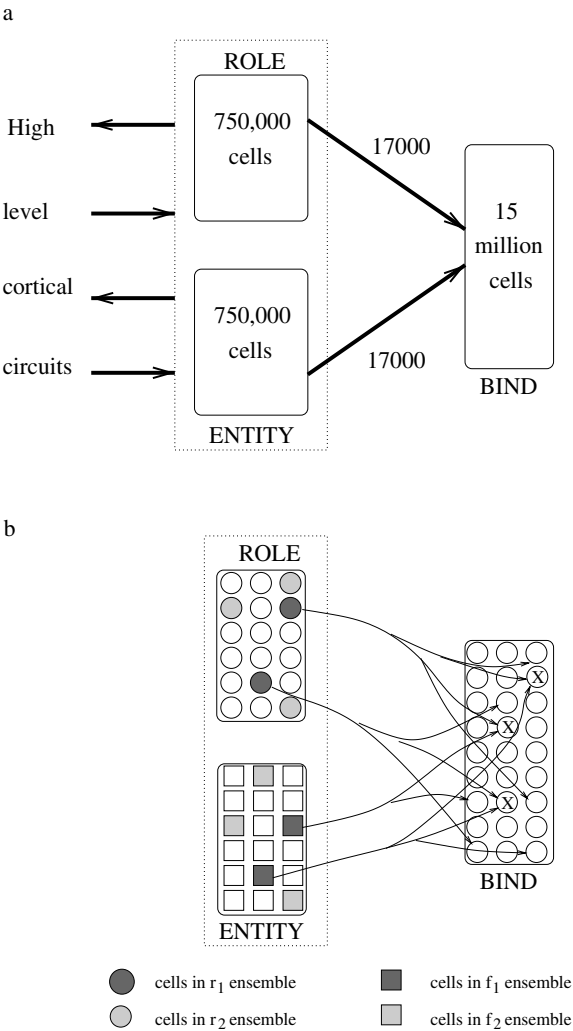 a
ROLE
750,000
cells
High
17000
level
15
million
cells
cortical
750,000
cells
circuits
17000
BIND
ENTITY
b
ROLE
X
X
X
BIND
ENTITY
cells in r1 ensemble
cells in f1 ensemble
cells in r2 ensemble
cells in f2 ensemble